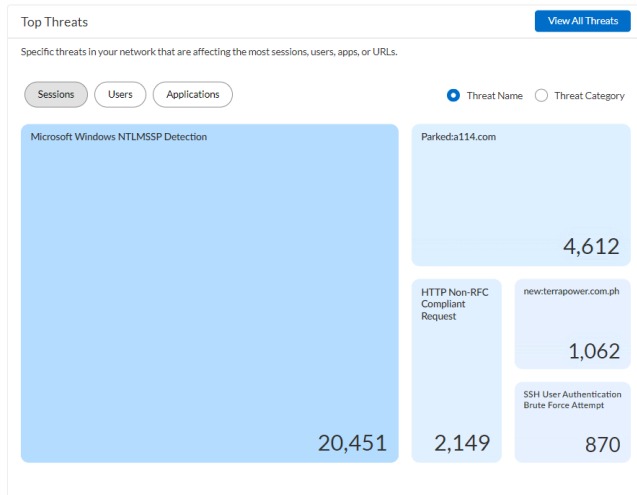 Top Threats
View All Threats
Specific threats in your network that are affecting the most sessions, users, apps, or URLs.
Sessions
Users
Applications
Threat Name
Threat Category
Microsoft Windows NTLMSSP Detection
20,451
Parked:a114.com
4,612
HTTP Non-RFC
Compliant
Request
2,149
new:terrapower.com.ph
1,062
SSH User Authentication
Brute Force Attempt
870